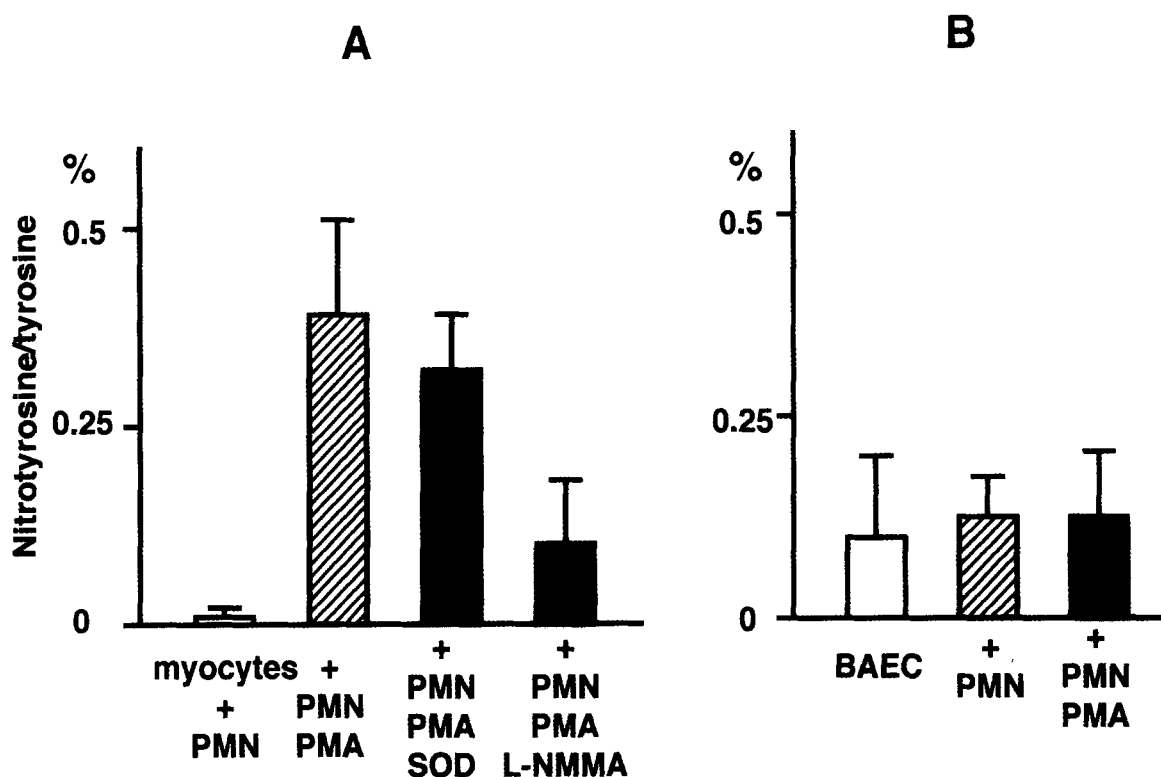 A
B
%
0.5
0.25
0
Nitrotyrosine/tyrosine
myocytes
+
PMN
+
PMN
PMA
+
PMN
PMA
SOD
+
PMN
PMA
L-NMMA
%
0.5
0.25
0
BAEC
+
PMN
+
PMN
PMA